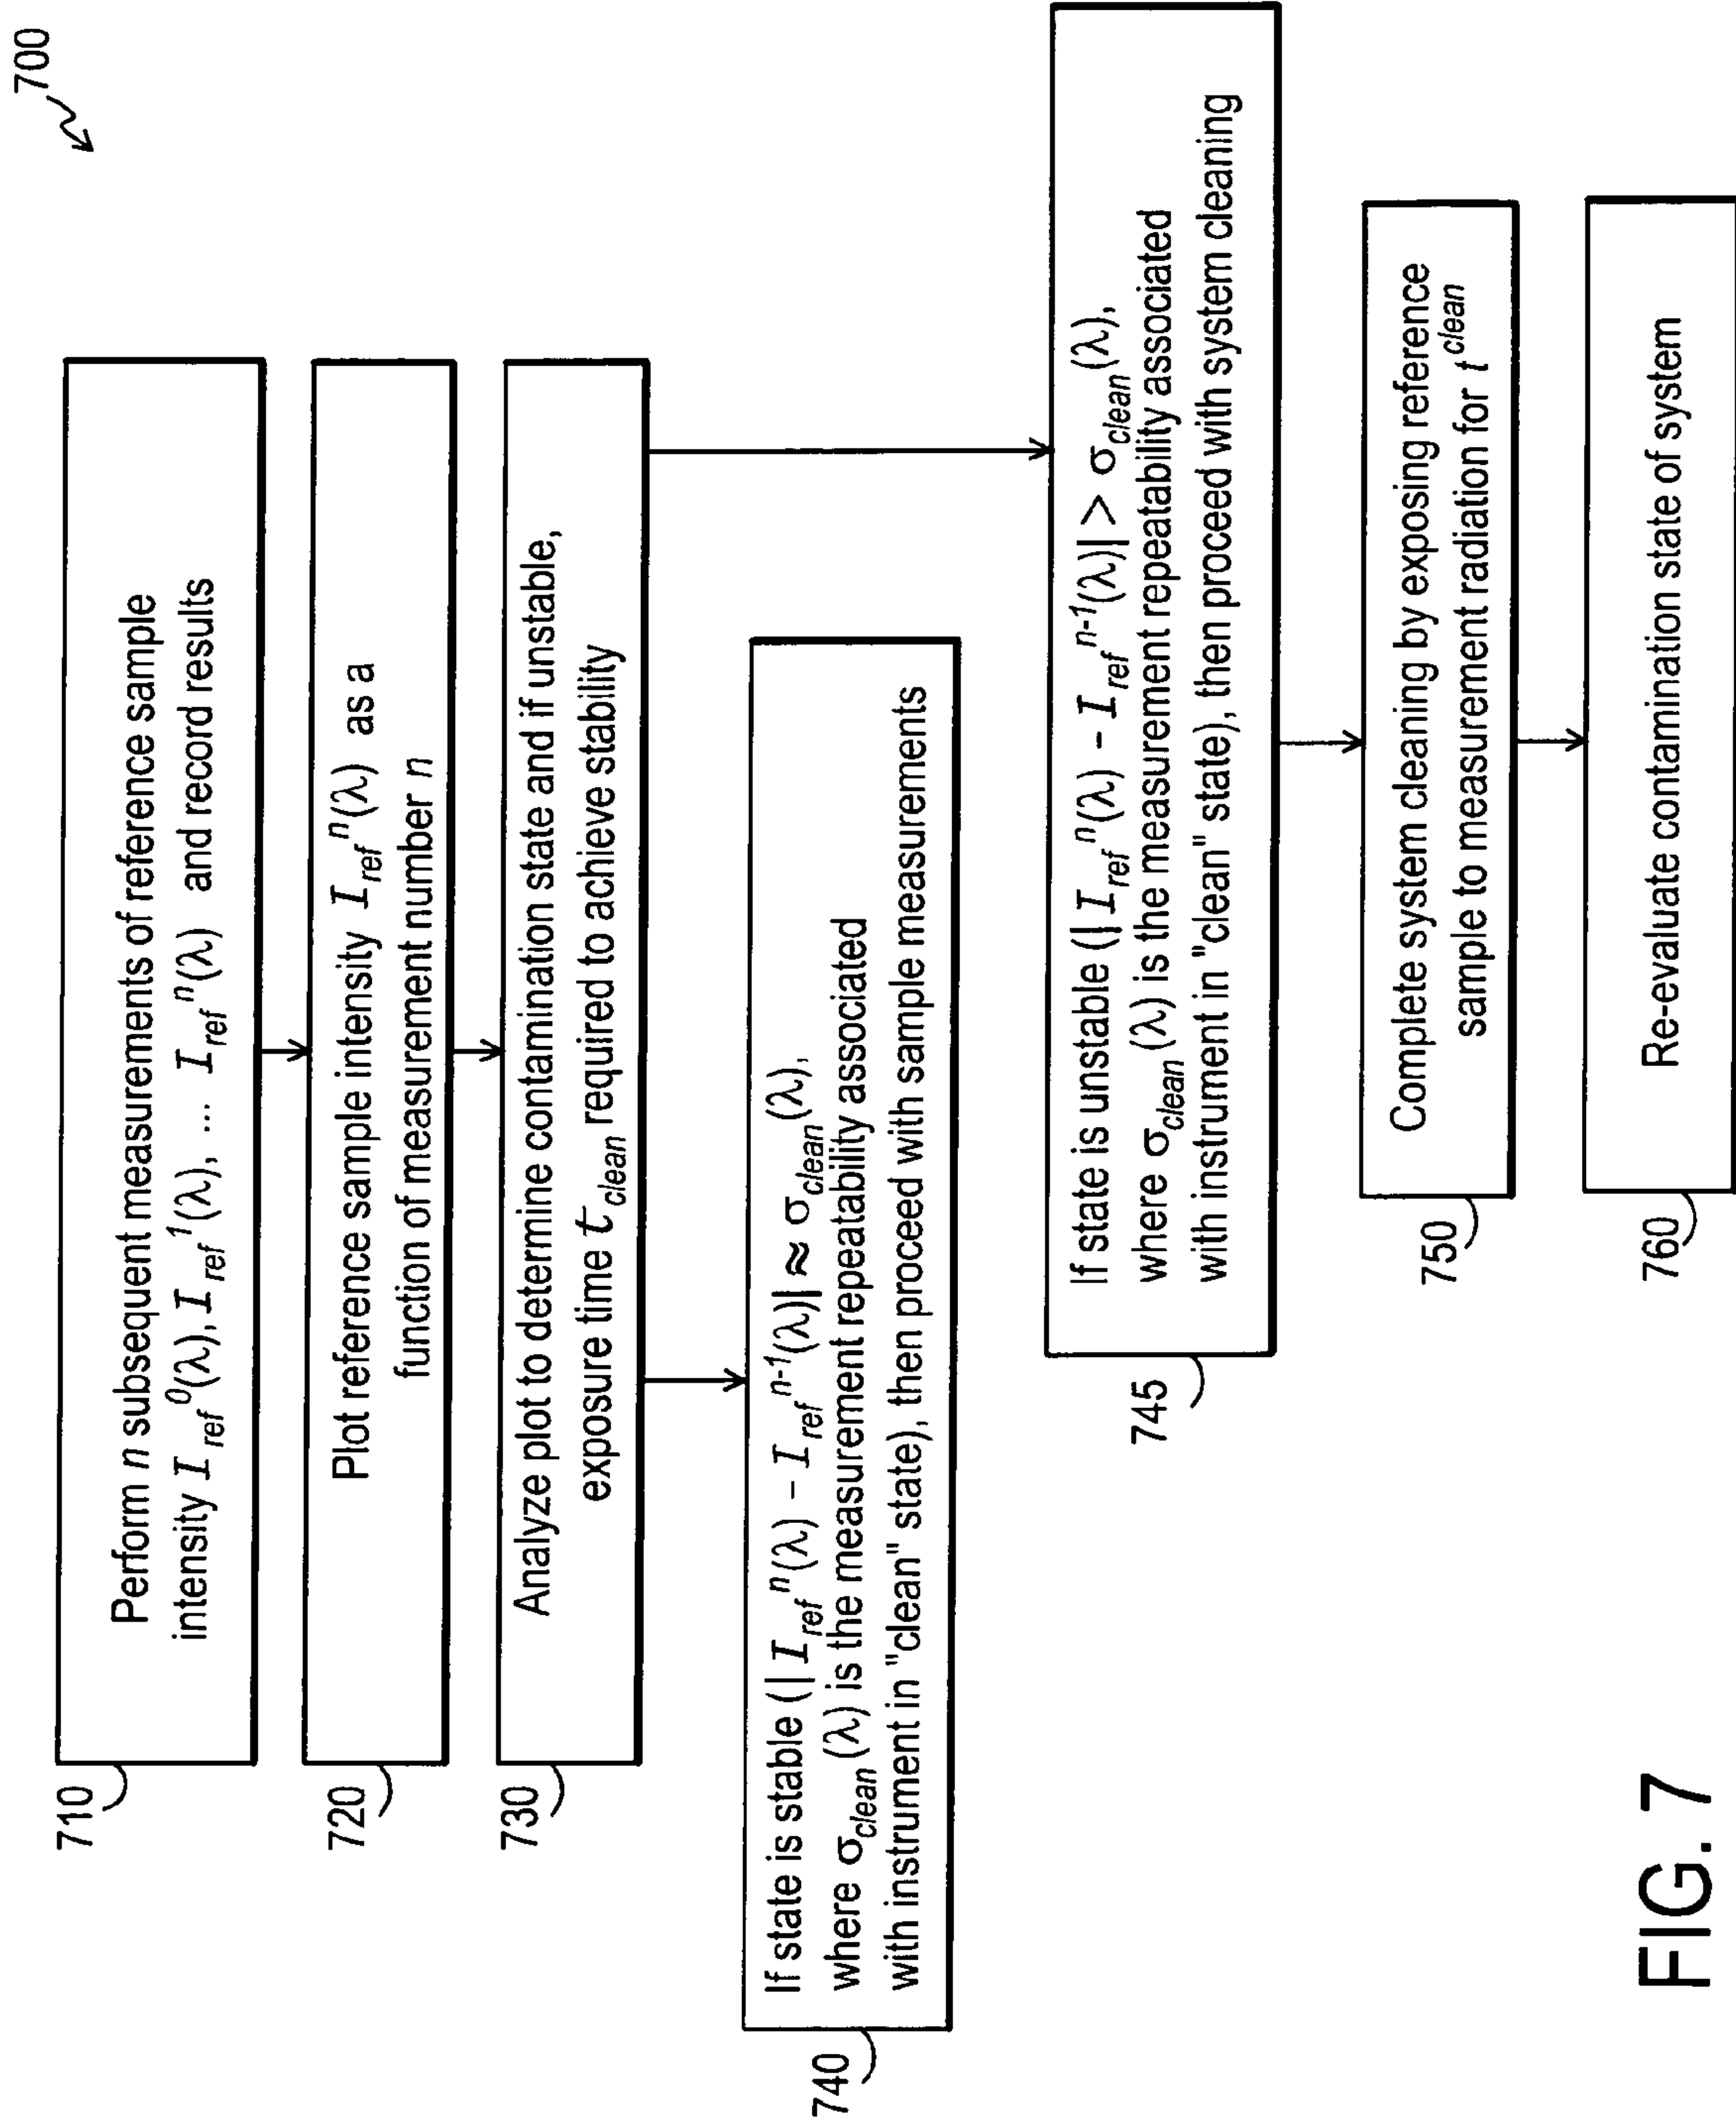 700
710
Perform n subsequent measurements of reference sample
intensity I_ref^0(λ), I_ref^1(λ), ... I_ref^n(λ) and record results
720
Plot reference sample intensity I_ref^n(λ) as a
function of measurement number n
730
Analyze plot to determine contamination state and if unstable,
exposure time t_clean required to achieve stability
740
If state is stable (| I_ref^n(λ) – I_ref^n-1(λ)| ≈ σ_clean(λ),
where σ_clean(λ) is the measurement repeatability associated
with instrument in "clean" state), then proceed with sample measurements
745
If state is unstable (| I_ref^n(λ) – I_ref^n-1(λ)| > σ_clean(λ),
where σ_clean(λ) is the measurement repeatability associated
with instrument in "clean" state), then proceed with system cleaning
750
Complete system cleaning by exposing reference
sample to measurement radiation for t^clean
760
Re-evaluate contamination state of system
FIG. 7